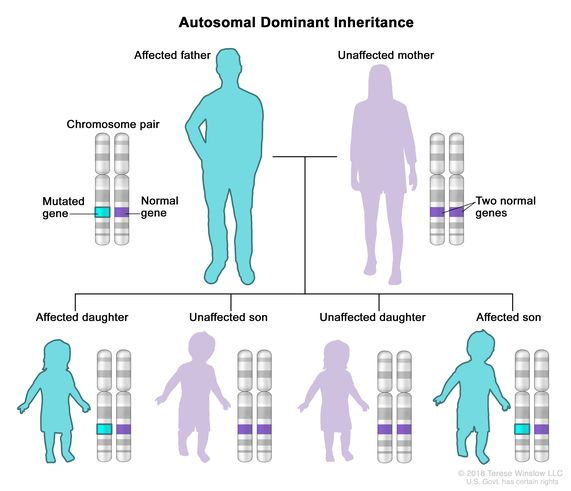 Autosomal Dominant Inheritance
Affected father
Unaffected mother
Chromosome pair
Mutated
gene
Normal
gene
Two normal
genes
Affected daughter
Unaffected son
Unaffected daughter
Affected son
© 2018 Terese Winslow LLC
U.S. Govt. has certain rights